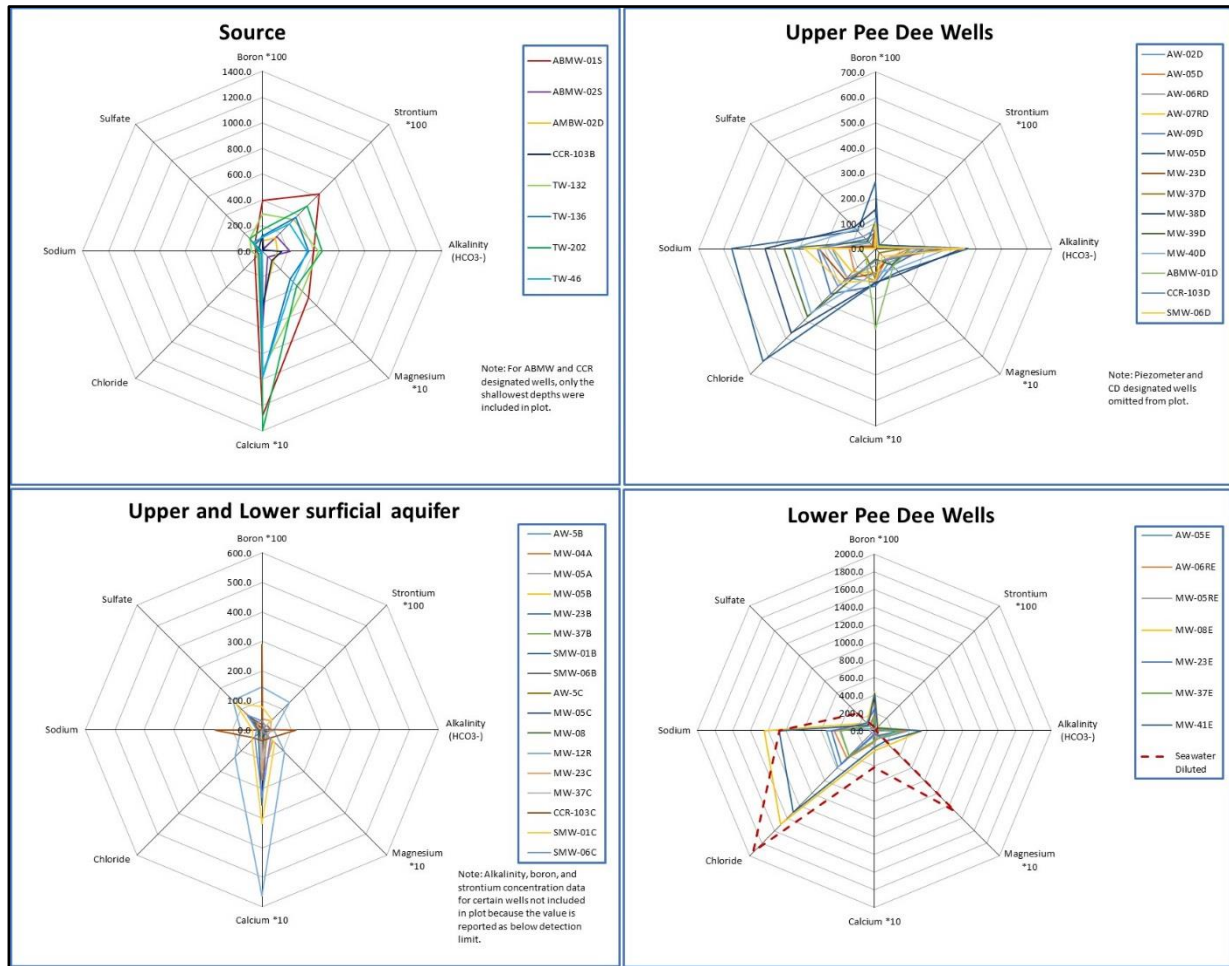 Source
Boron *100
1400.0
1200.0
1000.0
800.0
600.0
400.0
200.0
0.0
Strontium
*100
Alkalinity
(HCO3-)
Magnesium
*10
Calcium *10
Chloride
Sodium
Sulfate
ABMW-01S
ABMW-02S
AMBW-02D
CCR-103B
TW-132
TW-136
TW-202
TW-46
Note: For ABMW and CCR
designated wells, only the
shallowest depths were
included in plot.
Upper Pee Dee Wells
Boron *100
700.0
600.0
500.0
400.0
300.0
200.0
100.0
0.0
Strontium
*100
Alkalinity
(HCO3-)
Magnesium
*10
Calcium *10
Chloride
Sodium
Sulfate
AW-02D
AW-05D
AW-06RD
AW-07RD
AW-09D
MW-05D
MW-23D
MW-37D
MW-38D
MW-39D
MW-40D
ABMW-01D
CCR-103D
SMW-06D
Note: Piezometer and
CD designated wells
omitted from plot.
Upper and Lower surficial aquifer
Boron *100
600.0
500.0
400.0
300.0
200.0
100.0
0.0
Strontium
*100
Alkalinity
(HCO3-)
Magnesium
*10
Calcium *10
Chloride
Sodium
Sulfate
AW-5B
MW-04A
MW-05A
MW-05B
MW-23B
MW-37B
SMW-01B
SMW-06B
AW-5C
MW-05C
MW-08
MW-12R
MW-23C
MW-37C
CCR-103C
SMW-01C
SMW-06C
Note: Alkalinity, boron, and
strontium concentration data
for certain wells not included
in plot because the value is
reported as below detection
limit.
Lower Pee Dee Wells
Boron *100
2000.0
1800.0
1600.0
1400.0
1200.0
1000.0
800.0
600.0
400.0
200.0
0.0
Strontium
*100
Alkalinity
(HCO3-)
Magnesium
*10
Calcium *10
Chloride
Sodium
Sulfate
AW-05E
AW-06RE
MW-05RE
MW-08E
MW-23E
MW-37E
MW-41E
Seawater
Diluted